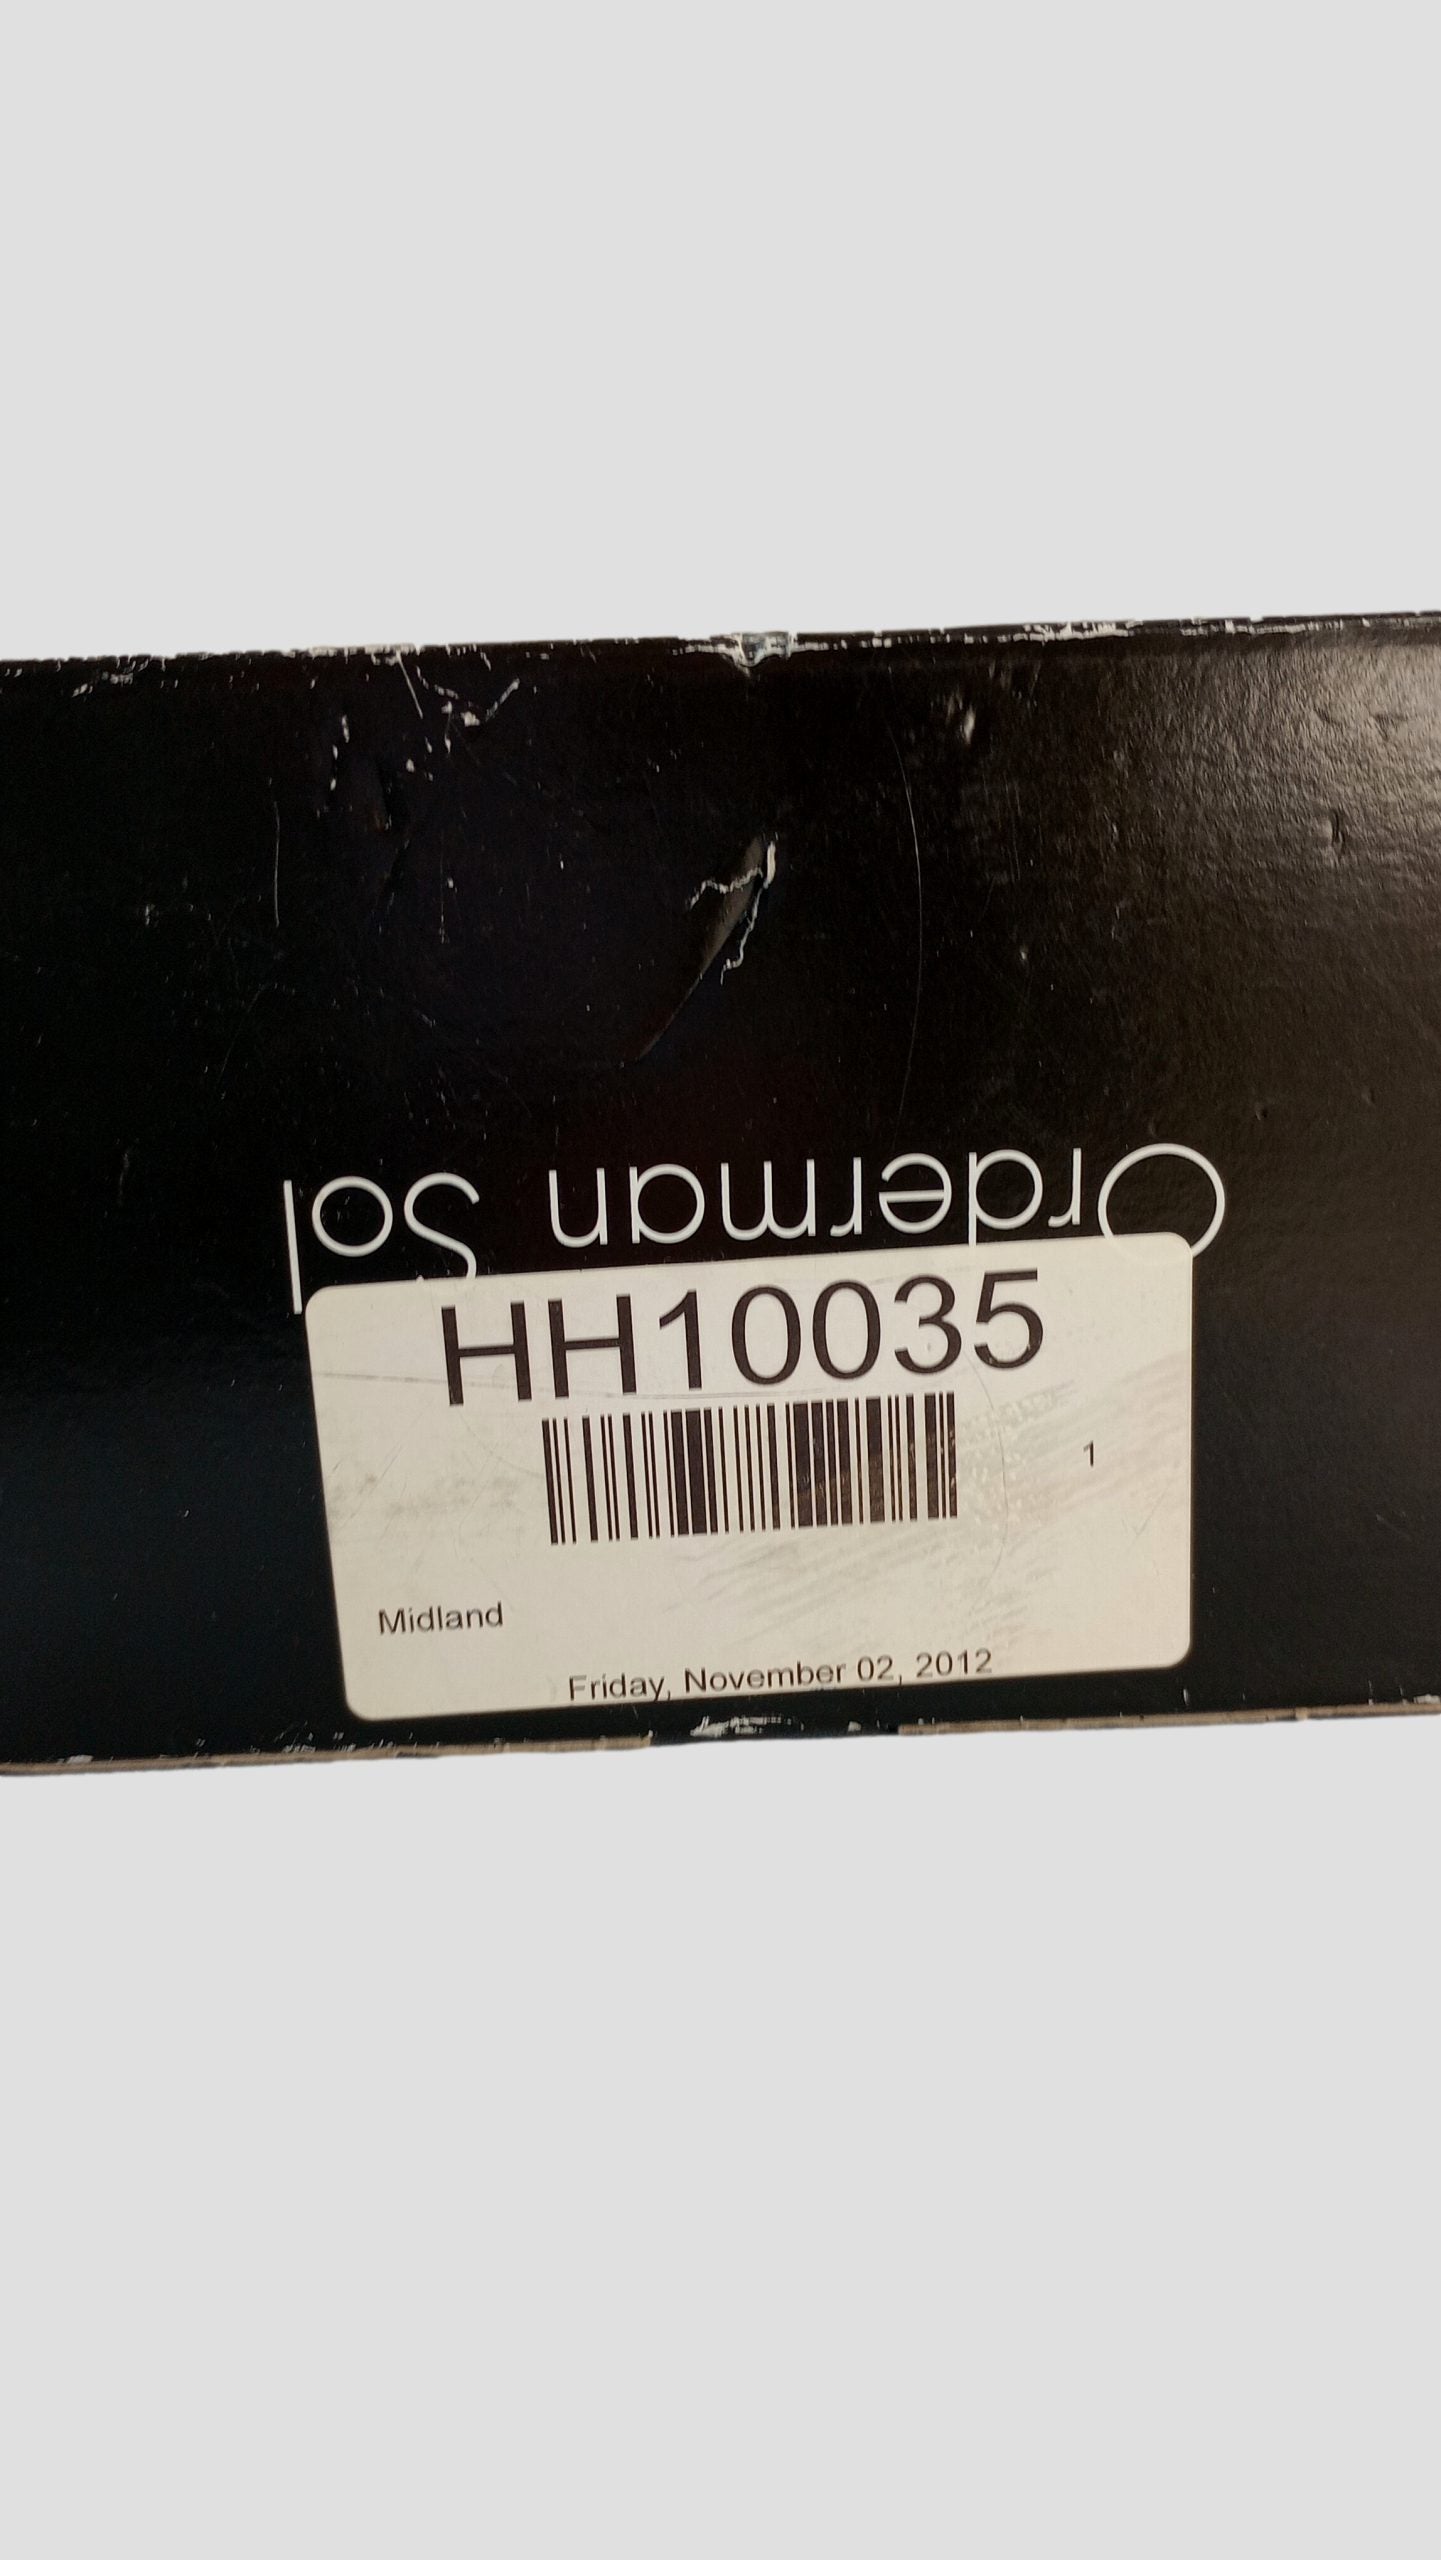 Orderman Sol
HH10035
1
Midland
Friday, November 02, 2012